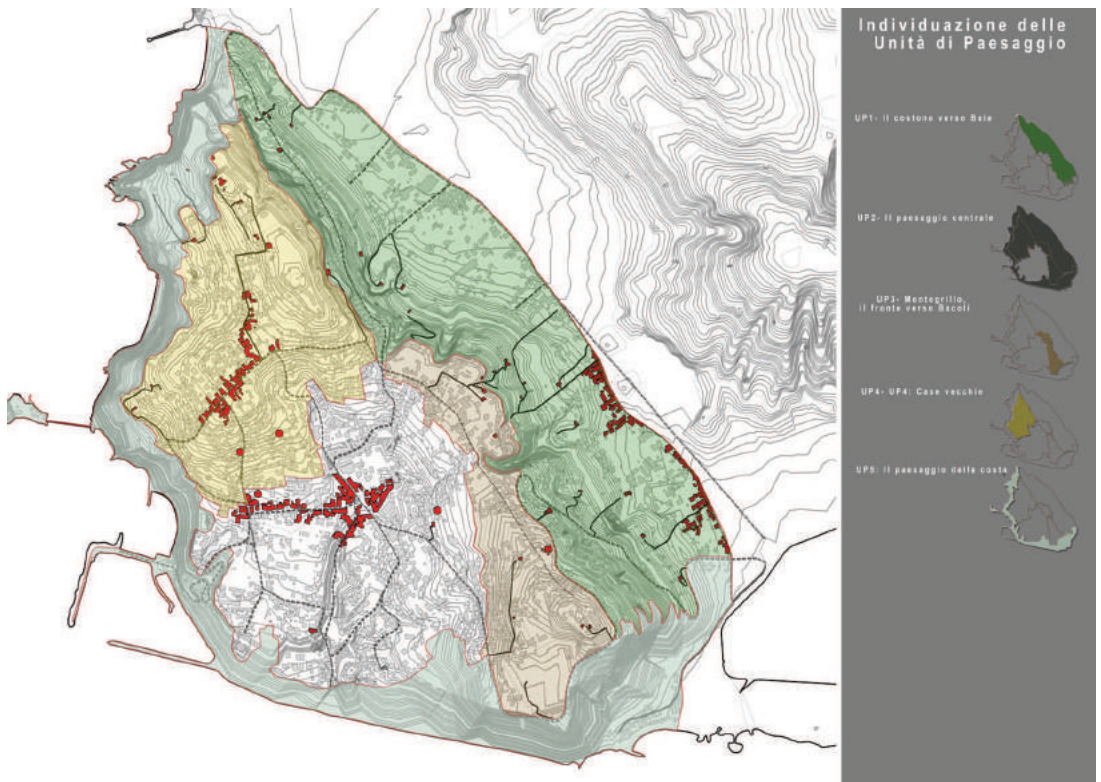 Individuazione delle
Unità di Paesaggio
UP1- Il costone verso Baia
UP2- Il paesaggio centrale
UP3- Montegrillo,
il fronte verso Bacoli
UP4- UP4: Case vecchie
UP5: Il paesaggio della costa